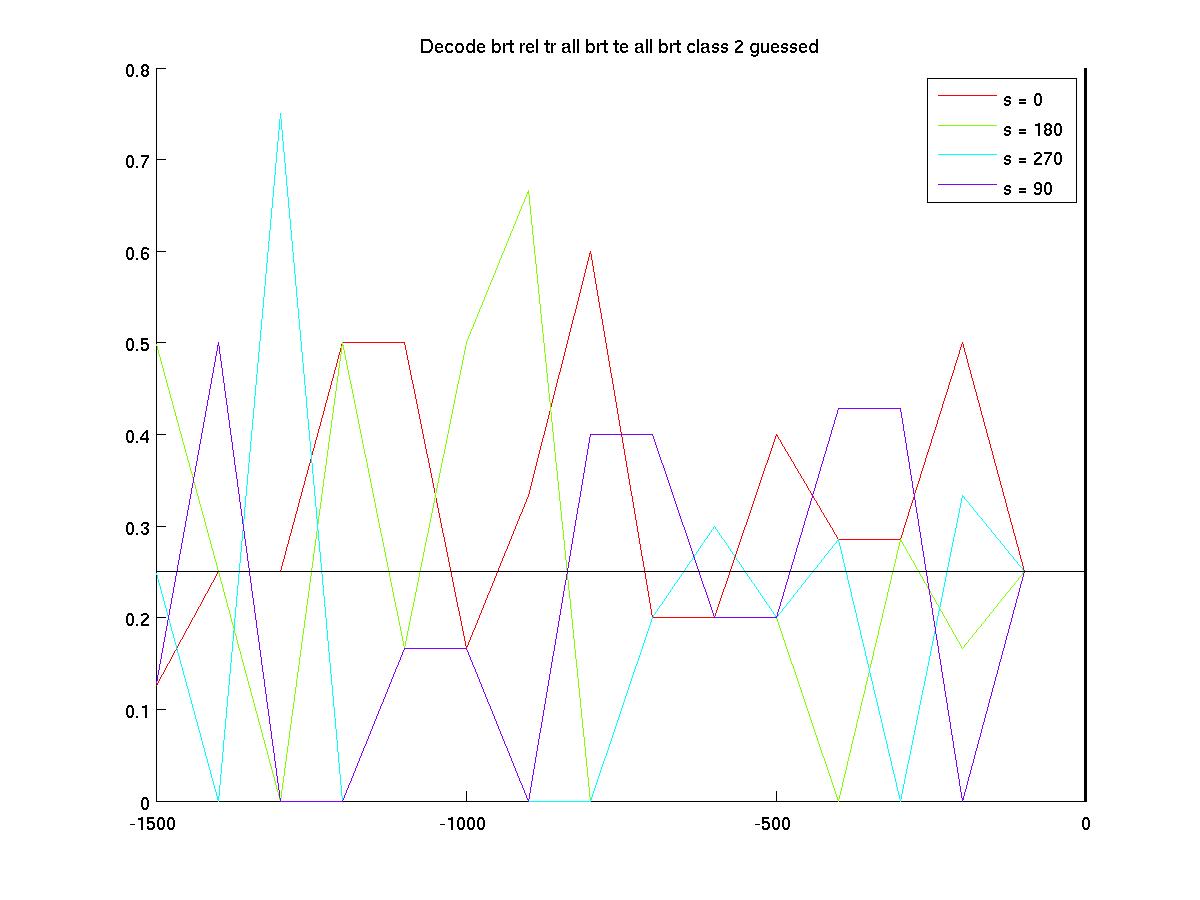 Decode brt rel tr all brt te all brt class 2 guessed
0.8
0.7
0.6
0.5
0.4
0.3
0.2
0.1
0
-1500
-1000
-500
0
s = 0
s = 180
s = 270
s = 90